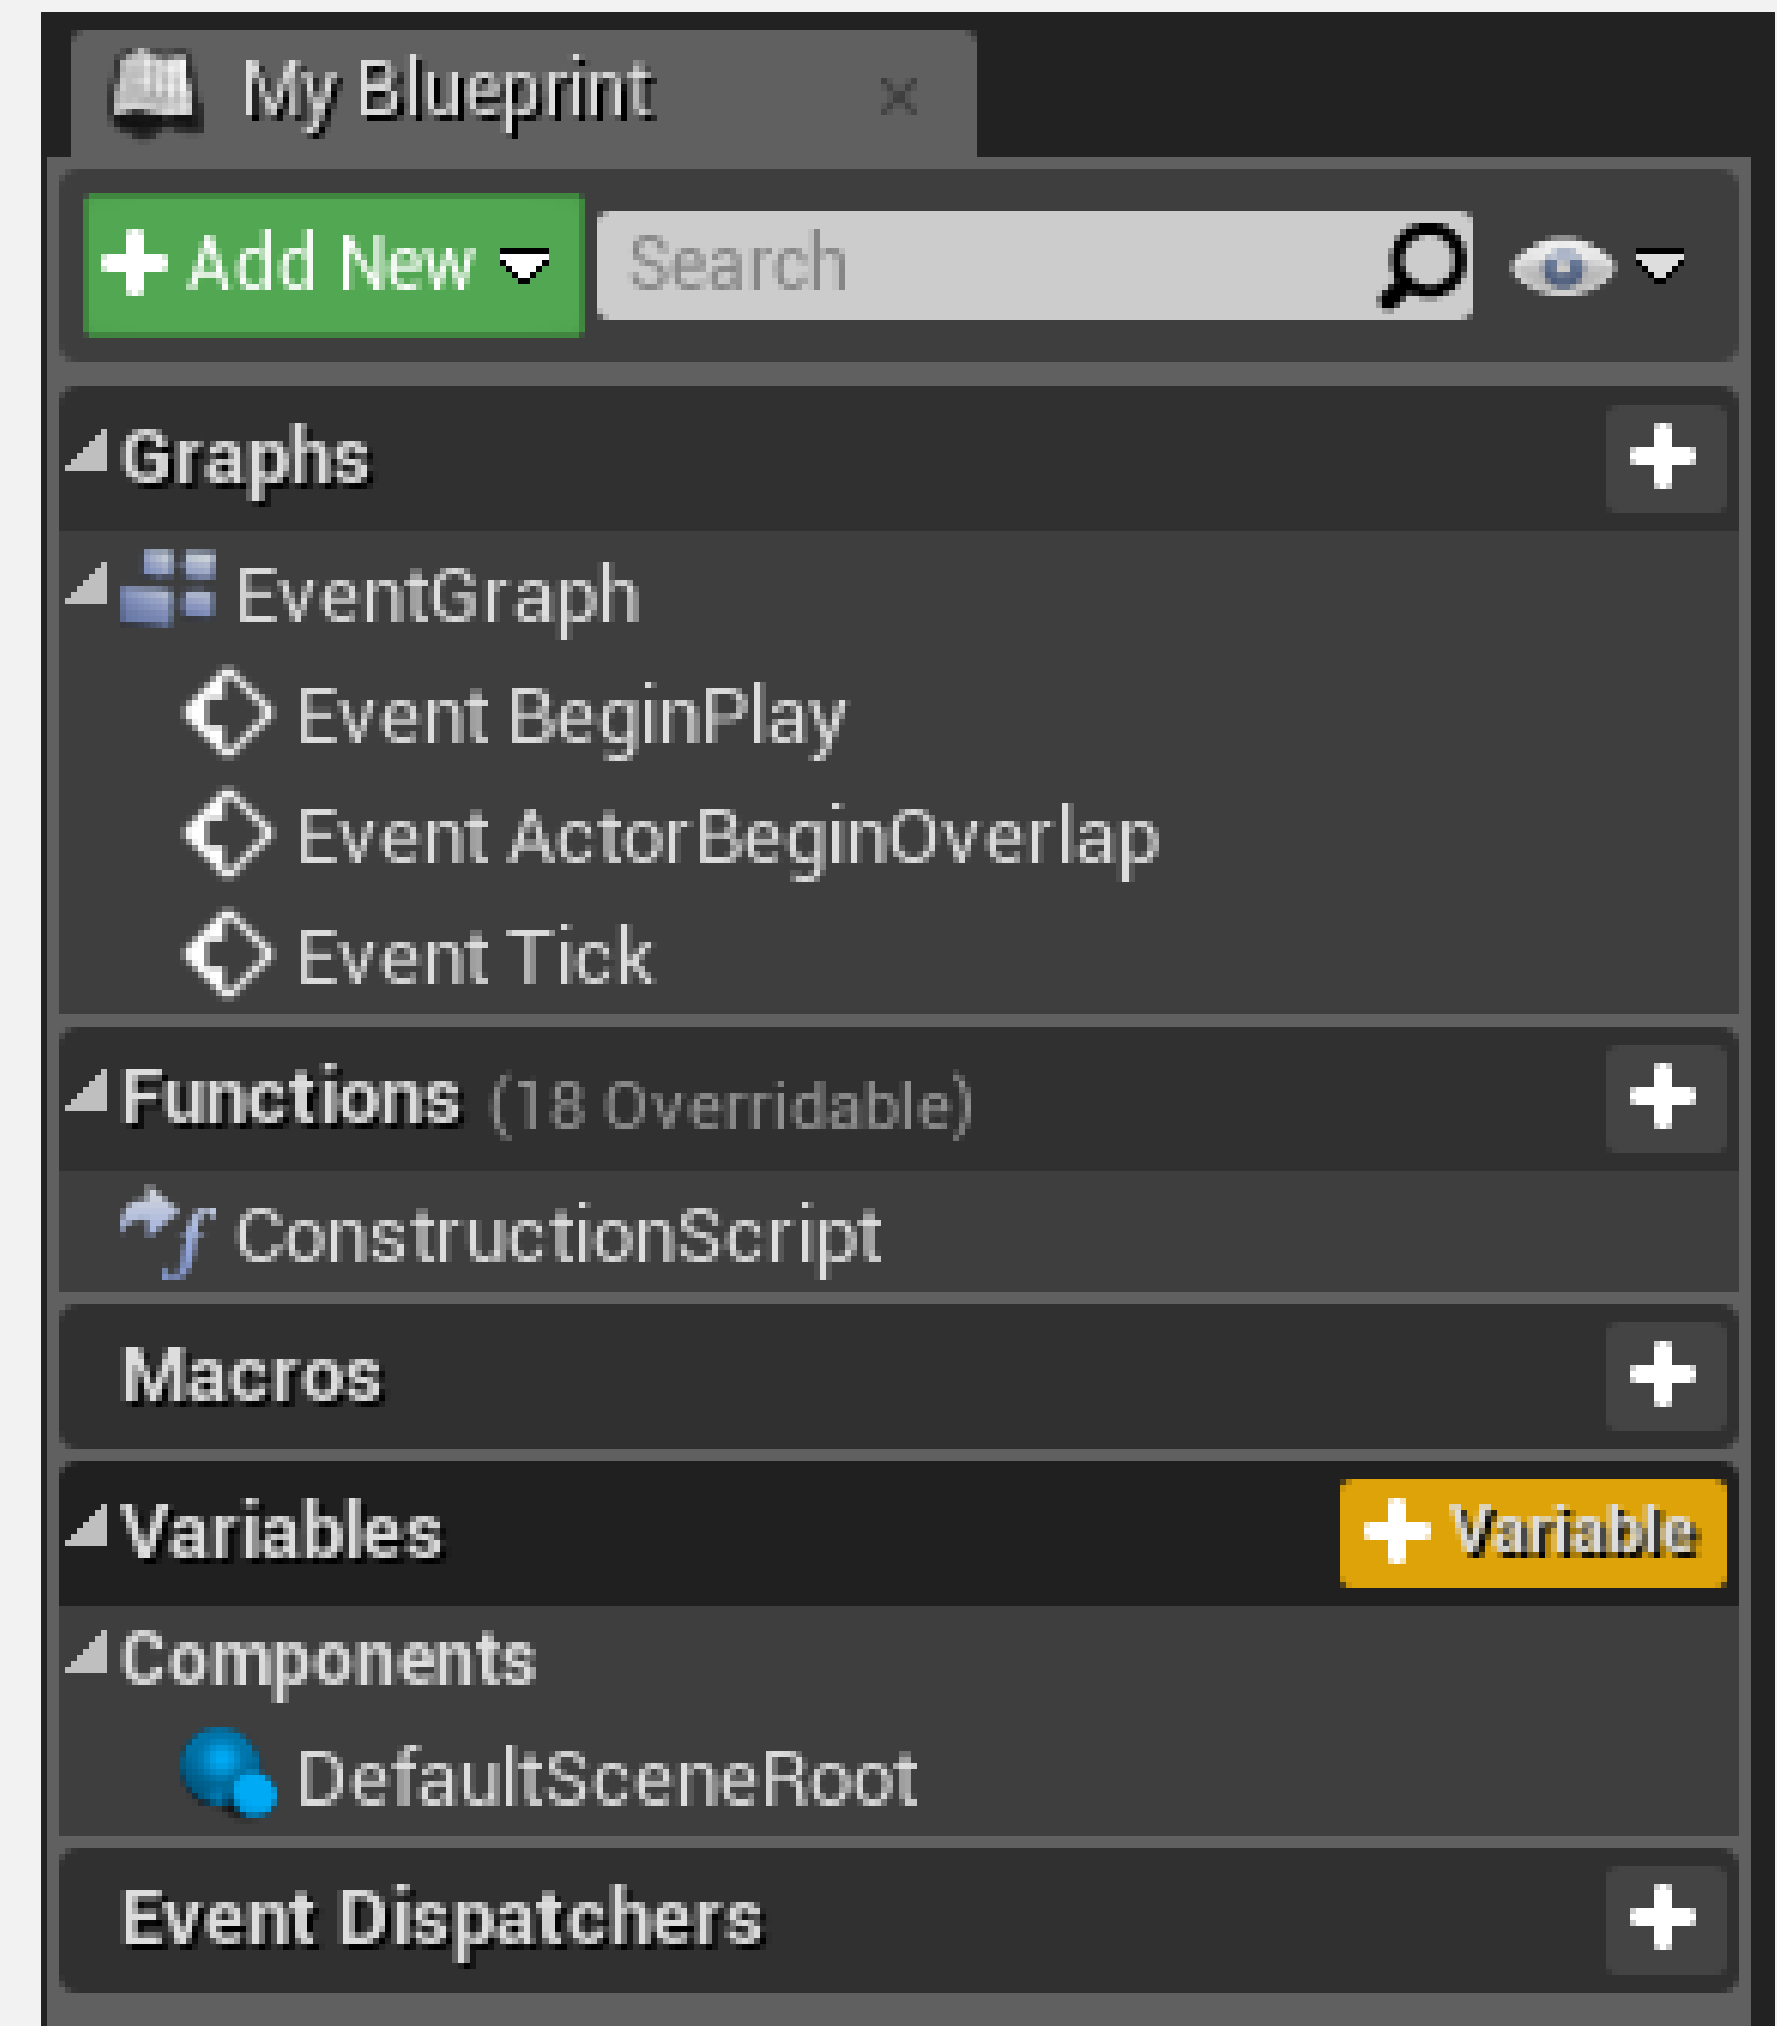 My Blueprint
Add New Search
Graphs
EventGraph
Event BeginPlay
Event ActorBeginOverlap
Event Tick
Functions (18 Overridable)
ConstructionScript
Macros
Variables + Variable
Components
DefaultSceneRoot
Event Dispatchers